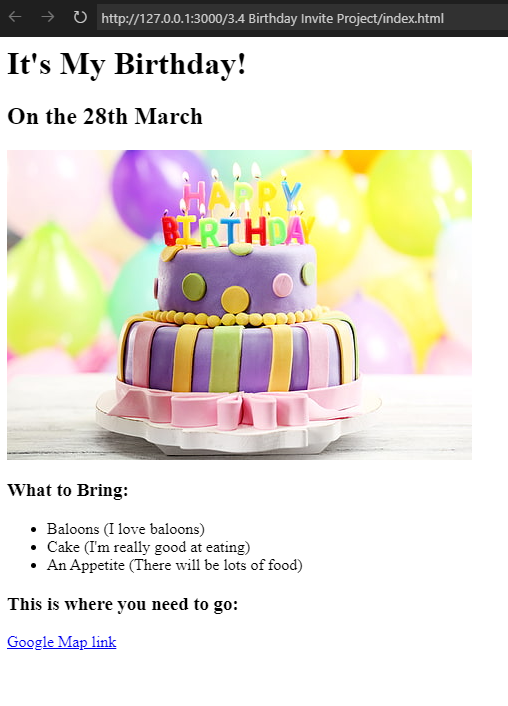 http://127.0.0.1:3000/3.4 Birthday Invite Project/index.html
It's My Birthday!
On the 28th March
HAPPY
BIRTHDAY
What to Bring:
Baloons (I love baloons)
Cake (I'm really good at eating)
An Appetite (There will be lots of food)
This is where you need to go:
Google Map link